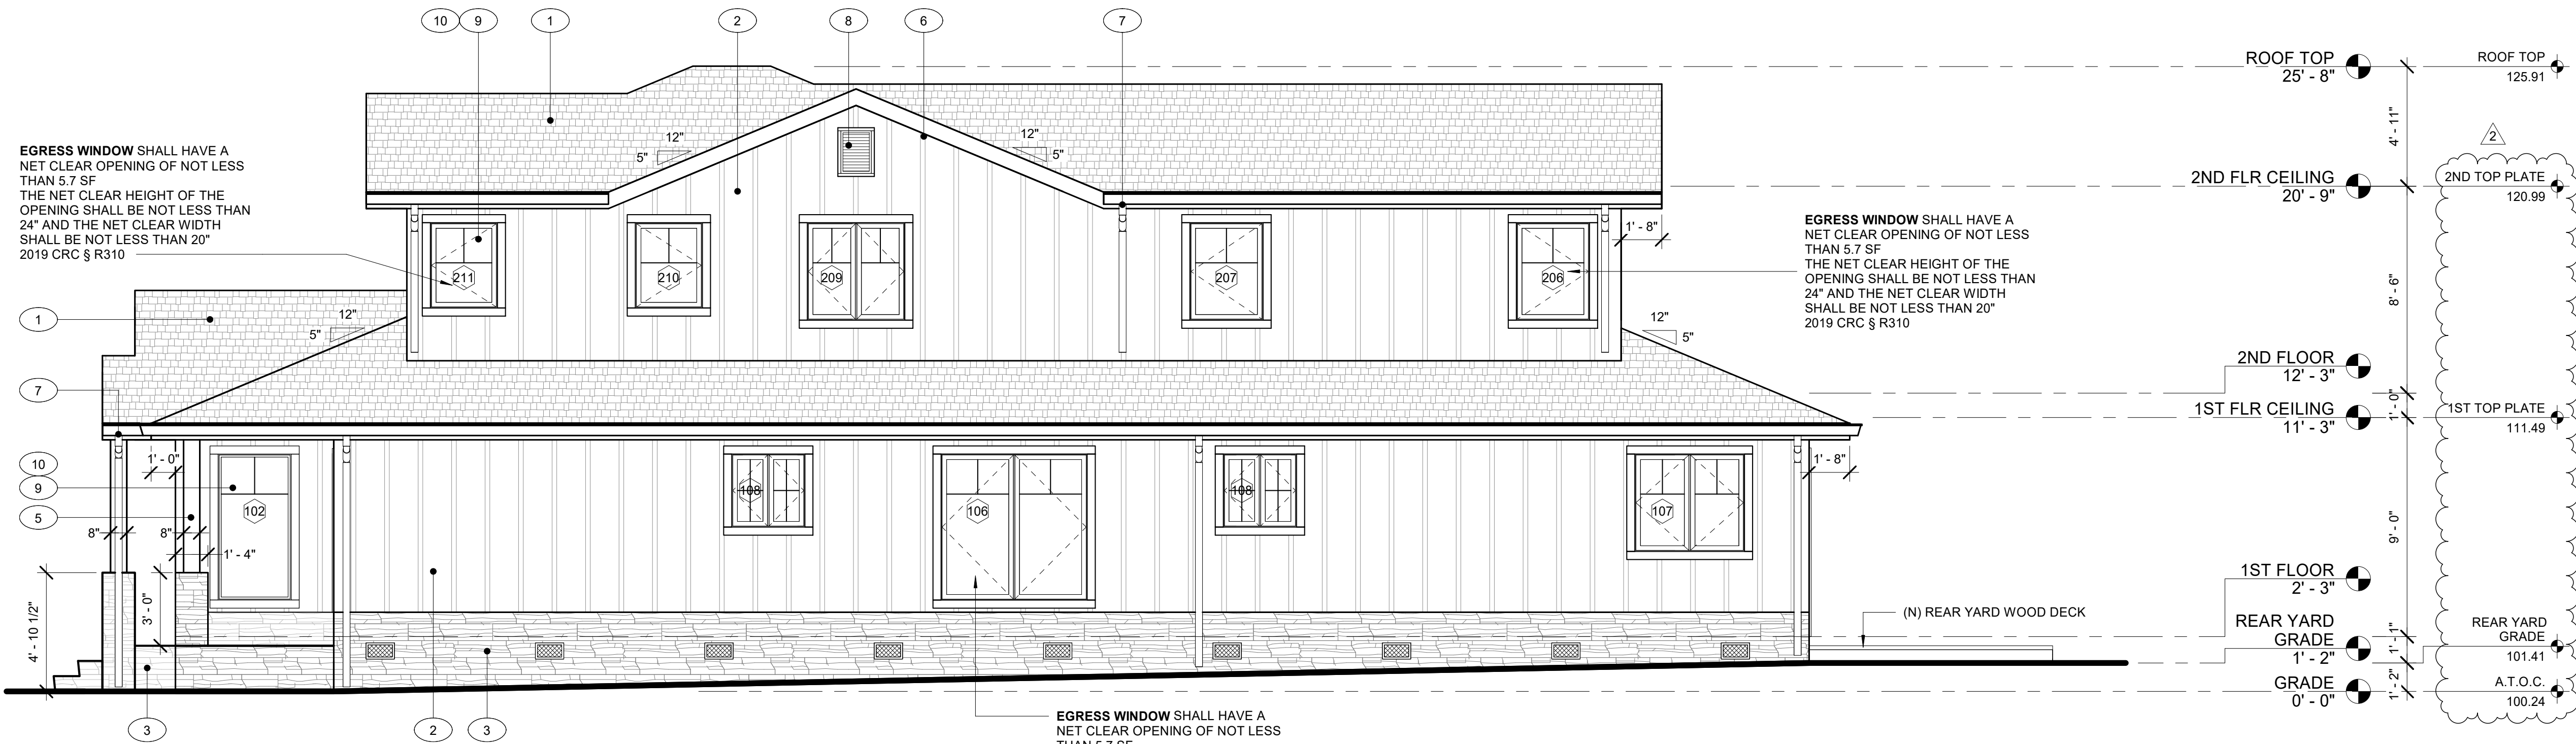 10
9
1
2
8
6
7
ROOF TOP
25' - 8"
ROOF TOP
125.91
4' - 11"
2
12"
5"
12"
5"
EGRESS WINDOW SHALL HAVE A
NET CLEAR OPENING OF NOT LESS
THAN 5.7 SF
THE NET CLEAR HEIGHT OF THE
OPENING SHALL BE NOT LESS THAN
24" AND THE NET CLEAR WIDTH
SHALL BE NOT LESS THAN 20"
2019 CRC § R310
2ND FLR CEILING
20' - 9"
2ND TOP PLATE
120.99
211
210
209
207
206
1' - 8"
EGRESS WINDOW SHALL HAVE A
NET CLEAR OPENING OF NOT LESS
THAN 5.7 SF
THE NET CLEAR HEIGHT OF THE
OPENING SHALL BE NOT LESS THAN
24" AND THE NET CLEAR WIDTH
SHALL BE NOT LESS THAN 20"
2019 CRC § R310
8' - 6"
1
12"
5"
12"
5"
2ND FLOOR
12' - 3"
1' - 0"
7
1ST FLR CEILING
11' - 3"
1ST TOP PLATE
111.49
10
9
5
1' - 0"
8"
8"
1' - 4"
102
108
106
108
107
1' - 8"
9' - 0"
4' - 10 1/2"
3' - 0"
1ST FLOOR
2' - 3"
(N) REAR YARD WOOD DECK
REAR YARD
GRADE
1' - 2"
1' - 1"
REAR YARD
GRADE
101.41
GRADE
0' - 0"
1' - 2"
A.T.O.C.
100.24
3
2
3
EGRESS WINDOW SHALL HAVE A
NET CLEAR OPENING OF NOT LESS
THAN 5.7 SF